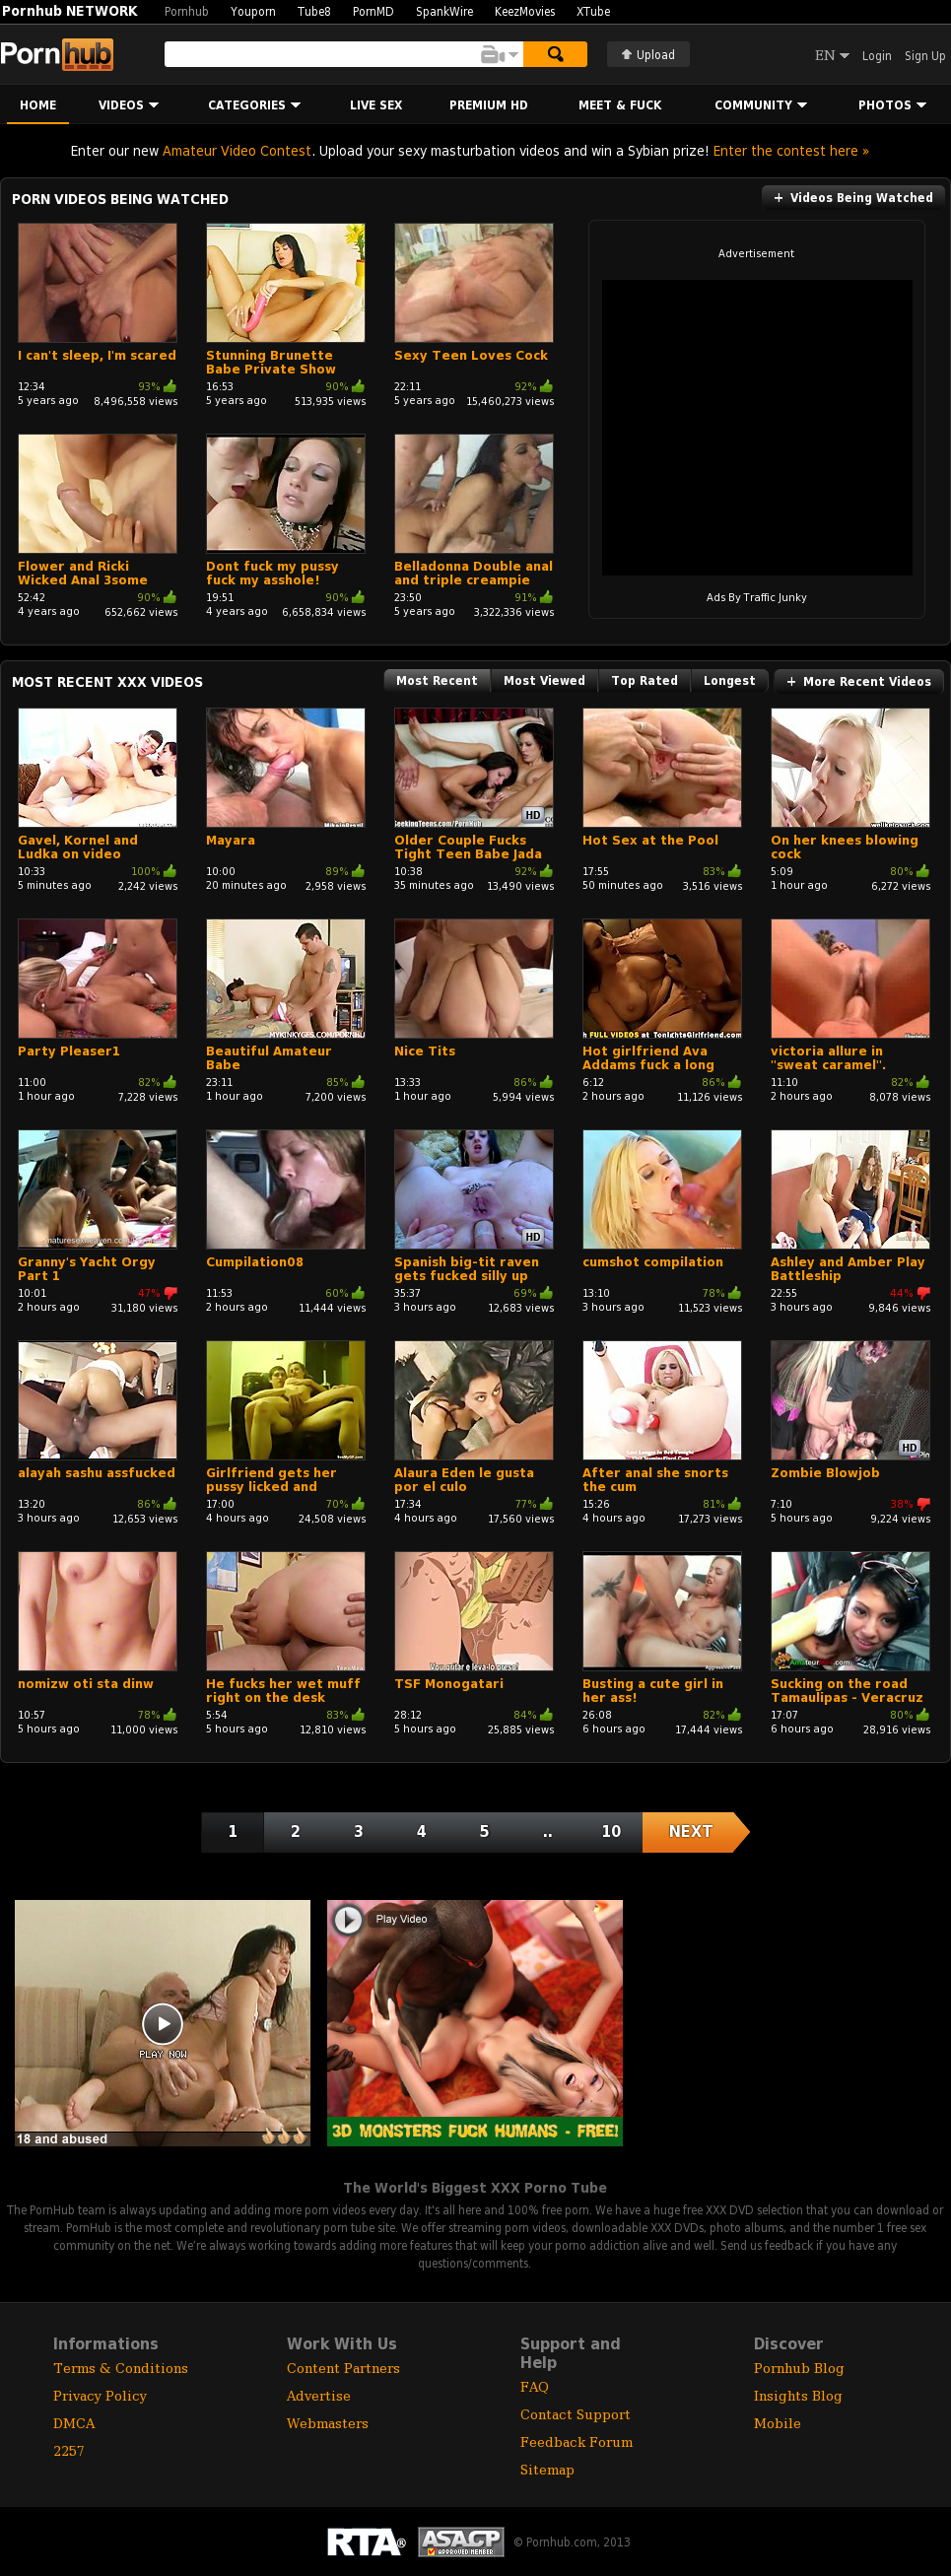 Pornhub NETWORK Pornhub Youporn Tube8 PornMD SpankWire KeezMovies XTube
Pornhub Upload EN Login Sign Up
HOME VIDEOS CATEGORIES LIVE SEX PREMIUM HD MEET & FUCK COMMUNITY PHOTOS
Enter our new Amateur Video Contest. Upload your sexy masturbation videos and win a Sybian prize! Enter the contest here »
PORN VIDEOS BEING WATCHED
+ Videos Being Watched
Advertisement
I can't sleep, I'm scared
12:34 93%
5 years ago 8,496,558 views
Stunning Brunette
Babe Private Show
16:53 90%
5 years ago 513,935 views
Sexy Teen Loves Cock
22:11 92%
5 years ago 15,460,273 views
Flower and Ricki
Wicked Anal 3some
52:42 90%
4 years ago 652,662 views
Dont fuck my pussy
fuck my asshole!
19:51 90%
4 years ago 6,658,834 views
Belladonna Double anal
and triple creampie
23:50 91%
5 years ago 3,322,336 views
Ads By Traffic Junky
MOST RECENT XXX VIDEOS
Most Recent Most Viewed Top Rated Longest + More Recent Videos
Gavel, Kornel and
Ludka on video
10:33 100%
5 minutes ago 2,242 views
Mayara
10:00 89%
20 minutes ago 2,958 views
SeekingTeens.com/PornHub
HD
Older Couple Fucks
Tight Teen Babe Jada
10:38 92%
35 minutes ago 13,490 views
Hot Sex at the Pool
17:55 83%
50 minutes ago 3,516 views
On her knees blowing
cock
5:09 80%
1 hour ago 6,272 views
Party Pleaser1
11:00 82%
1 hour ago 7,228 views
MYKINKYGFS.COM/PORNHU
Beautiful Amateur
Babe
23:11 85%
1 hour ago 7,200 views
Nice Tits
13:33 86%
1 hour ago 5,994 views
h FULL VIDEOS at TonightsGirlfriend.com
Hot girlfriend Ava
Addams fuck a long
6:12 86%
2 hours ago 11,126 views
victoria allure in
"sweat caramel".
11:10 82%
2 hours ago 8,078 views
Granny's Yacht Orgy
Part 1
10:01 47%
2 hours ago 31,180 views
Cumpilation08
11:53 60%
2 hours ago 11,444 views
HD
Spanish big-tit raven
gets fucked silly up
35:37 69%
3 hours ago 12,683 views
cumshot compilation
13:10 78%
3 hours ago 11,523 views
Ashley and Amber Play
Battleship
22:55 44%
3 hours ago 9,846 views
alayah sashu assfucked
13:20 86%
3 hours ago 12,653 views
Girlfriend gets her
pussy licked and
17:00 70%
4 hours ago 24,508 views
Alaura Eden le gusta
por el culo
17:34 77%
4 hours ago 17,560 views
After anal she snorts
the cum
15:26 81%
4 hours ago 17,273 views
HD
Zombie Blowjob
7:10 38%
5 hours ago 9,224 views
nomizw oti sta dinw
10:57 78%
5 hours ago 11,000 views
He fucks her wet muff
right on the desk
5:54 83%
5 hours ago 12,810 views
TSF Monogatari
28:12 84%
5 hours ago 25,885 views
Busting a cute girl in
her ass!
26:08 82%
6 hours ago 17,444 views
Sucking on the road
Tamaulipas - Veracruz
17:07 80%
6 hours ago 28,916 views
1 2 3 4 5 .. 10 NEXT
PLAY NOW
18 and abused
Play Video
3D MONSTERS FUCK HUMANS - FREE!
The World's Biggest XXX Porno Tube
The PornHub team is always updating and adding more porn videos every day. It's all here and 100% free porn. We have a huge free XXX DVD selection that you can download or
stream. PornHub is the most complete and revolutionary porn tube site. We offer streaming porn videos, downloadable XXX DVDs, photo albums, and the number 1 free sex
community on the net. We're always working towards adding more features that will keep your porno addiction alive and well. Send us feedback if you have any
questions/comments.
Informations
Terms & Conditions
Privacy Policy
DMCA
2257
Work With Us
Content Partners
Advertise
Webmasters
Support and
Help
FAQ
Contact Support
Feedback Forum
Sitemap
Discover
Pornhub Blog
Insights Blog
Mobile
RTA® ASACP APPROVED MEMBER © Pornhub.com, 2013